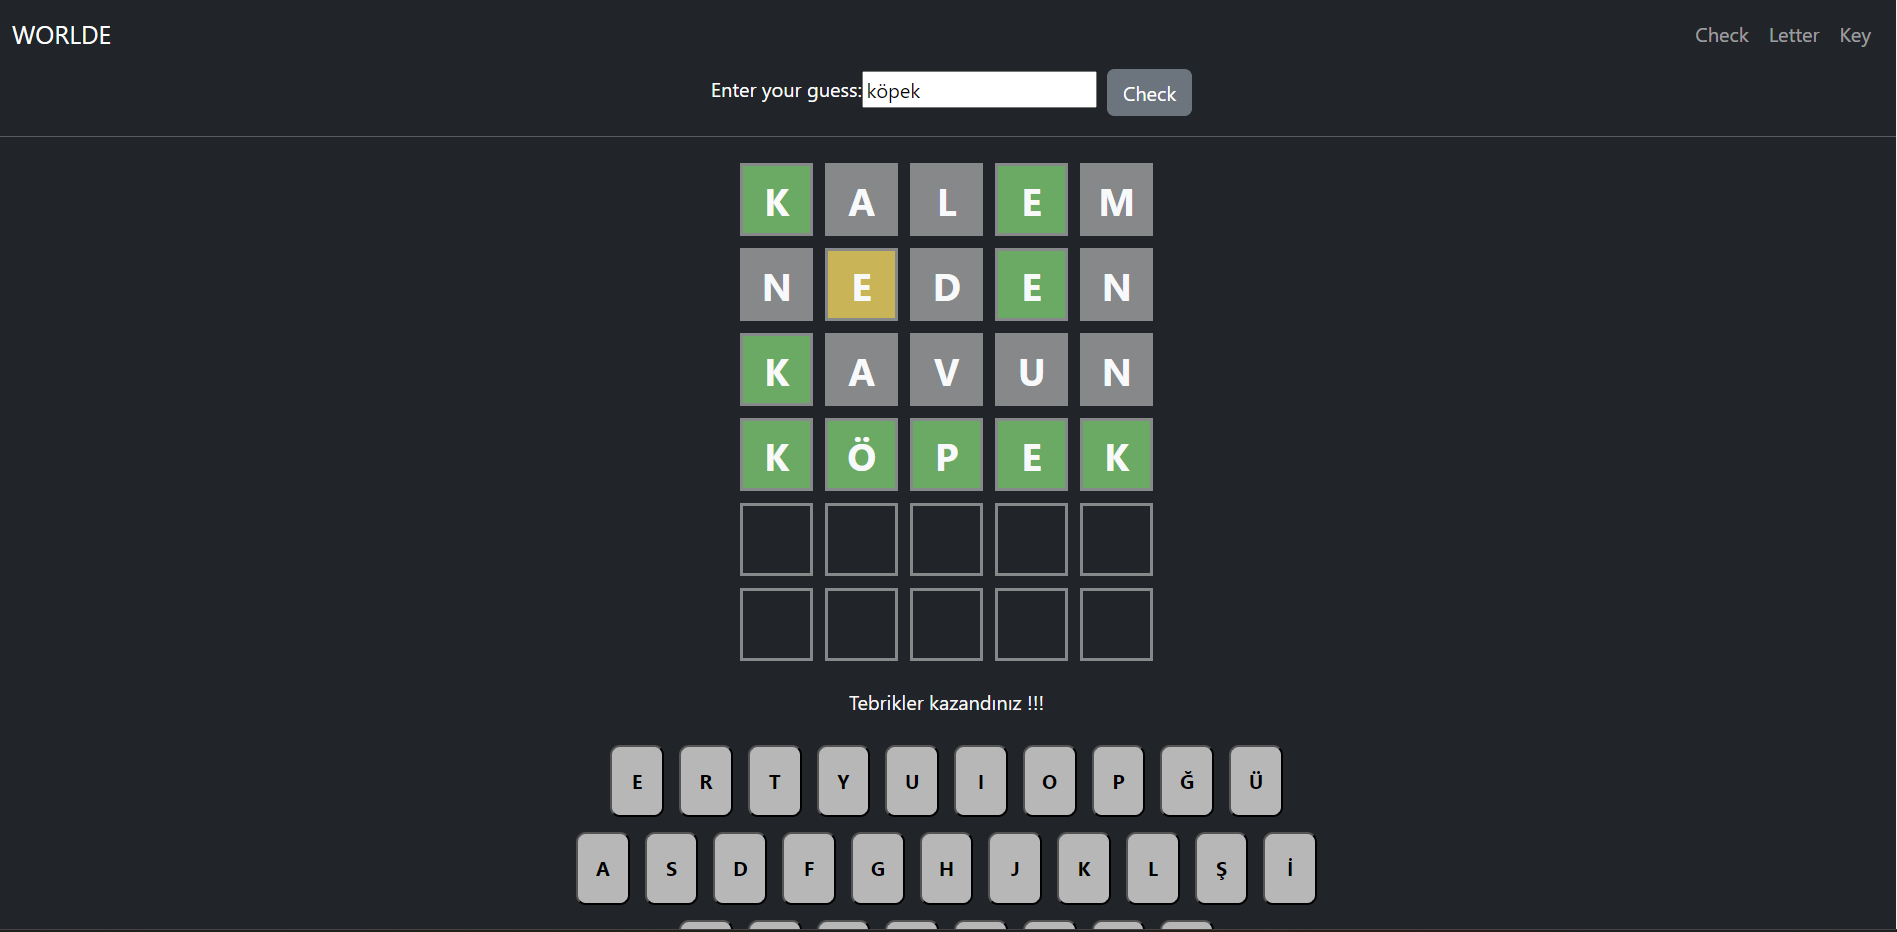 WORLDE Check Letter Key
Enter your guess: köpek Check
K A L E M
N E D E N
K A V U N
K Ö P E K
Tebrikler kazandınız !!!
E R T Y U I O P Ğ Ü
A S D F G H J K L Ş İ